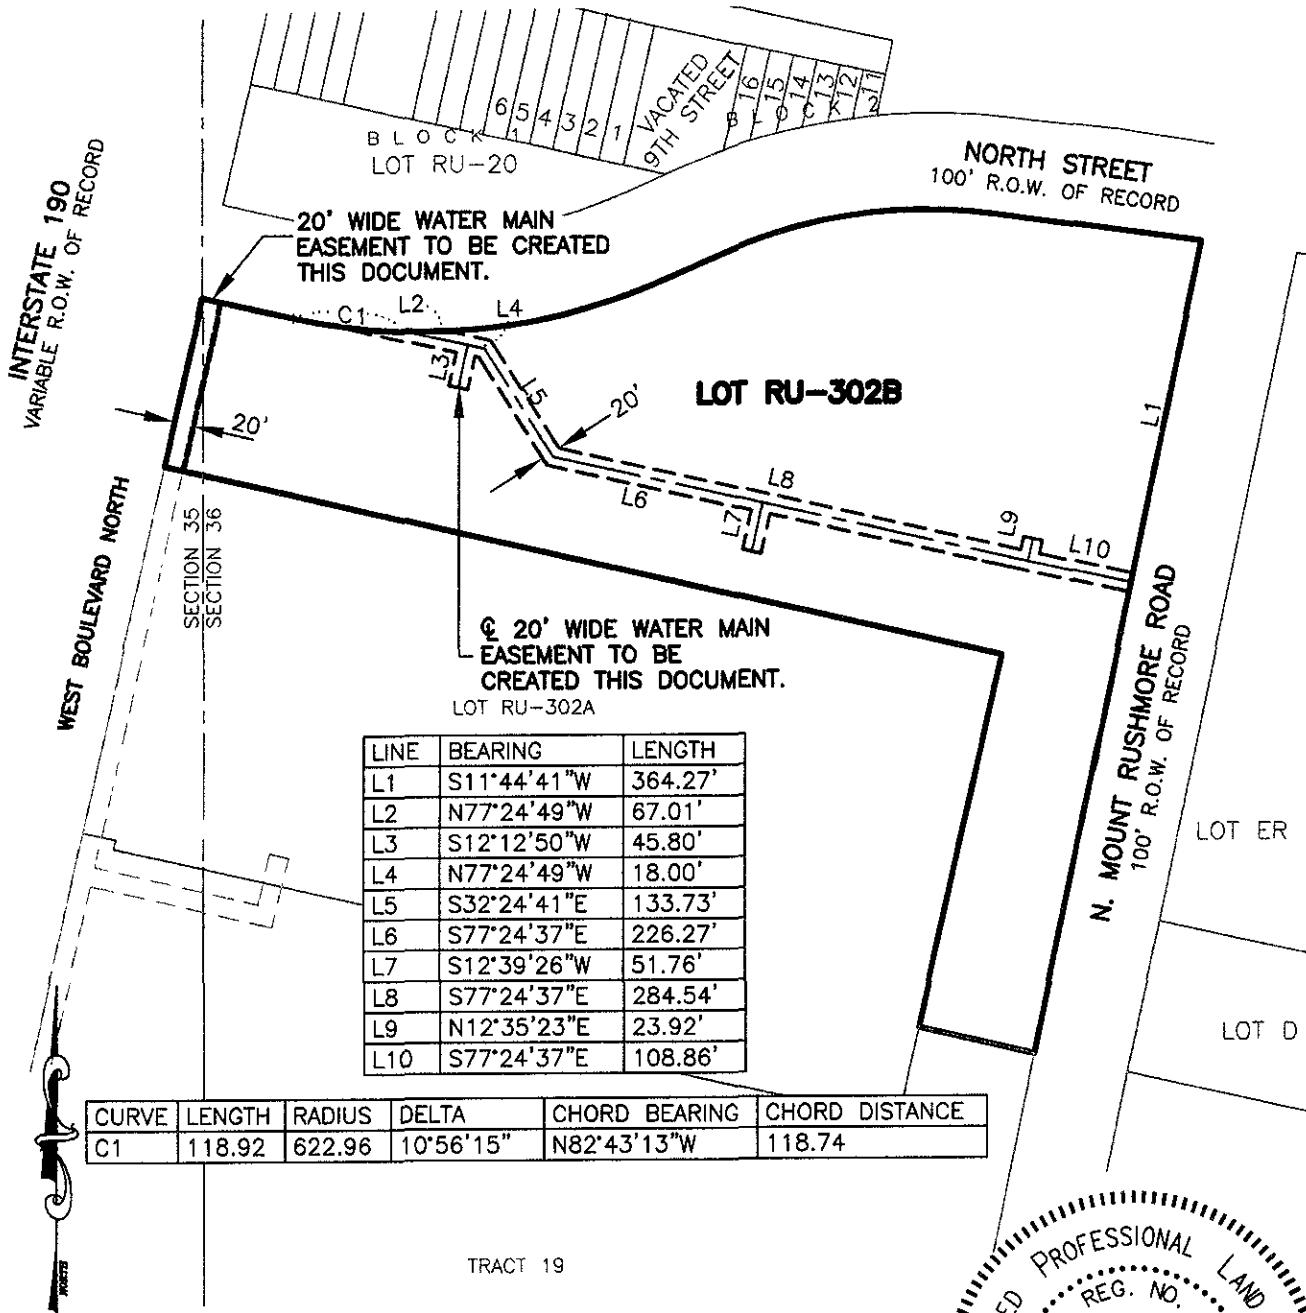 6 5 4 3 2 1
VACATED
9TH STREET
16 15 14 13 12 11
BLOCK 1
BLOCK 2
LOT RU-20
NORTH STREET
100' R.O.W. OF RECORD
INTERSTATE 190
VARIABLE R.O.W. OF RECORD
20' WIDE WATER MAIN
EASEMENT TO BE CREATED
THIS DOCUMENT.
C1
L2
L4
L3
L5
20'
LOT RU-302B
L1
20'
L6
L8
L7
L9
L10
WEST BOULEVARD NORTH
SECTION 35
SECTION 36
℄ 20' WIDE WATER MAIN
EASEMENT TO BE
CREATED THIS DOCUMENT.
LOT RU-302A
N. MOUNT RUSHMORE ROAD
100' R.O.W. OF RECORD
LOT ER
LOT D
LINE BEARING LENGTH
L1 S11°44'41"W 364.27'
L2 N77°24'49"W 67.01'
L3 S12°12'50"W 45.80'
L4 N77°24'49"W 18.00'
L5 S32°24'41"E 133.73'
L6 S77°24'37"E 226.27'
L7 S12°39'26"W 51.76'
L8 S77°24'37"E 284.54'
L9 N12°35'23"E 23.92'
L10 S77°24'37"E 108.86'
CURVE LENGTH RADIUS DELTA CHORD BEARING CHORD DISTANCE
C1 118.92 622.96 10°56'15" N82°43'13"W 118.74
NORTH
TRACT 19
ED PROFESSIONAL LAND
REG. NO.